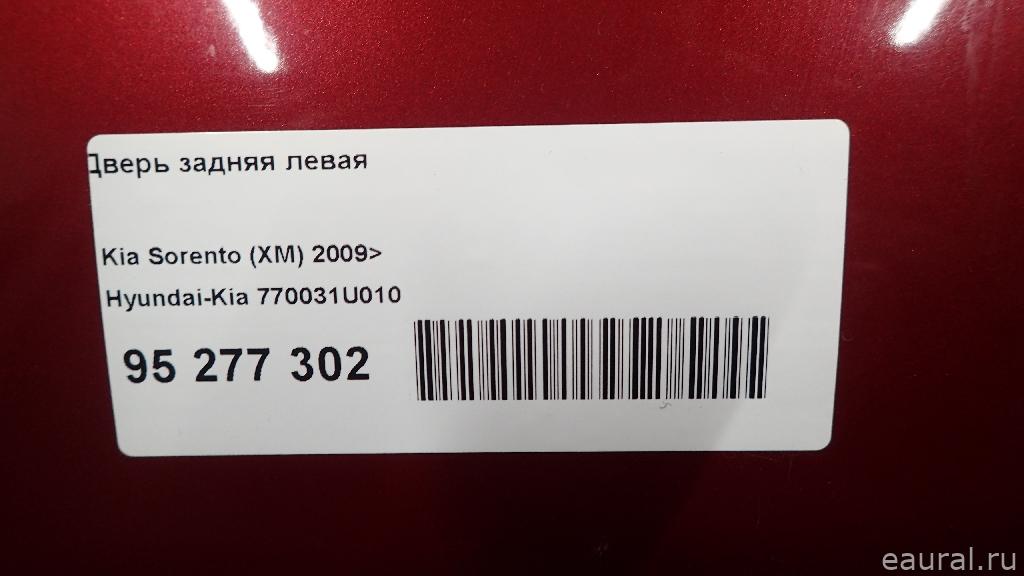 Дверь задняя левая
Kia Sorento (XM) 2009>
Hyundai-Kia 770031U010
95 277 302
eaural.ru